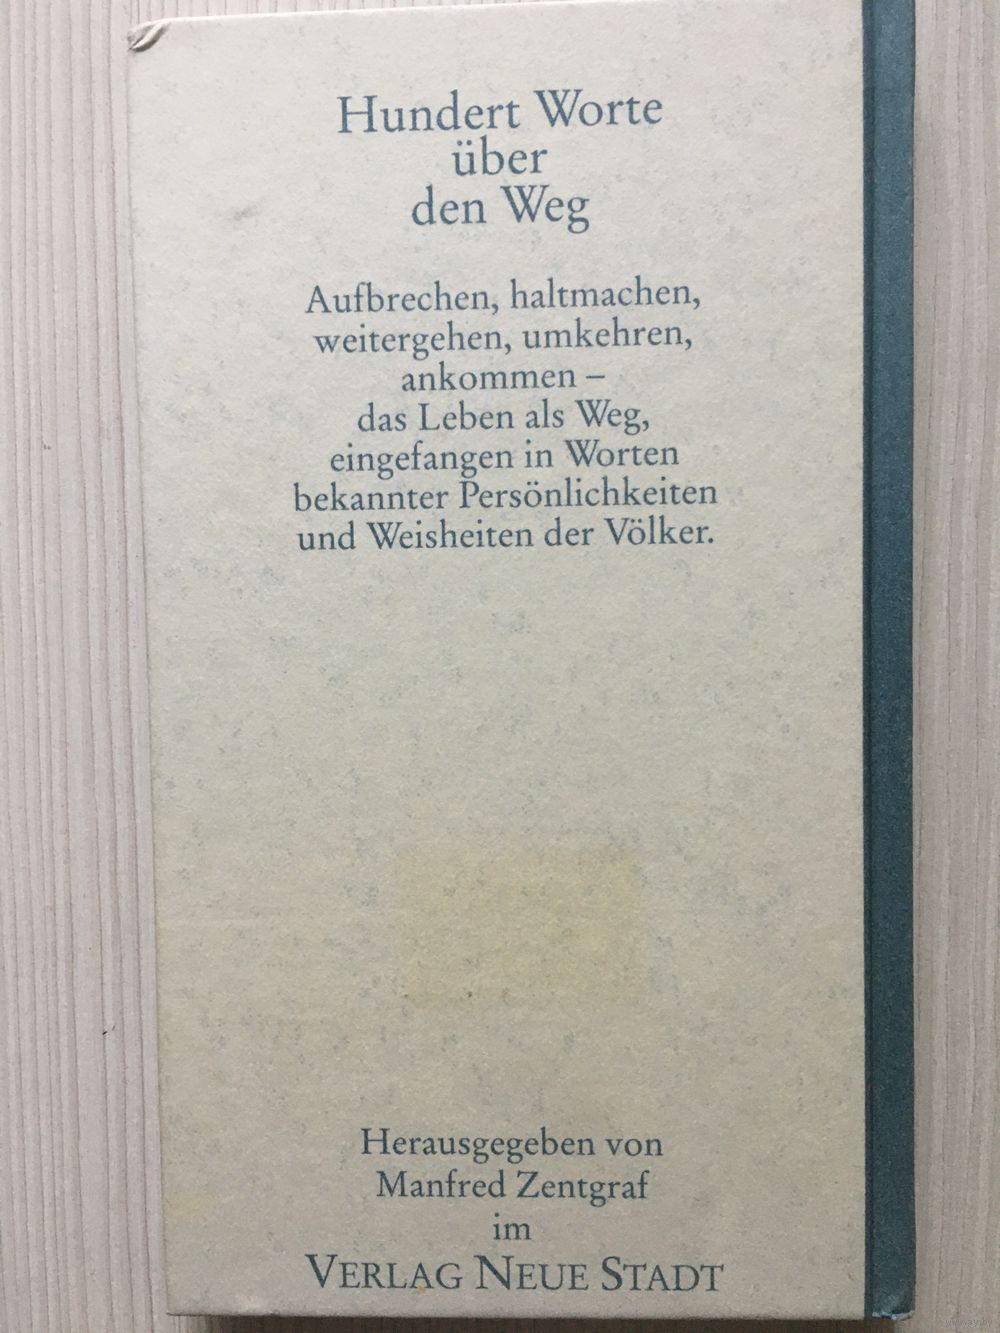 Hundert Worte
über
den Weg
Aufbrechen, haltmachen,
weitergehen, umkehren,
ankommen –
das Leben als Weg,
eingefangen in Worten
bekannter Persönlichkeiten
und Weisheiten der Völker.
Herausgegeben von
Manfred Zentgraf
im
VERLAG NEUE STADT